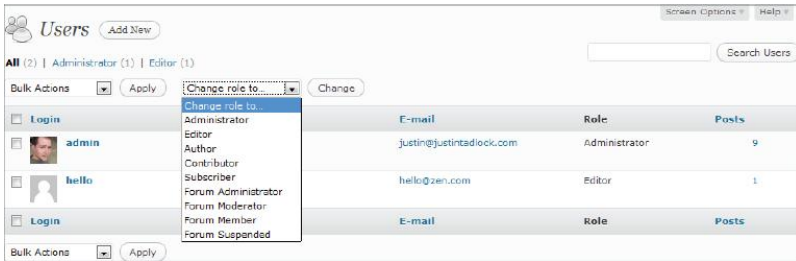 Screen Options Help
Users Add New
All (2) | Administrator (1) | Editor (1)
Search Users
Bulk Actions Apply Change role to... Change
Change role to...
Administrator
Editor
Author
Contributor
Subscriber
Forum Administrator
Forum Moderator
Forum Member
Forum Suspended
Login E-mail Role Posts
admin justin@justintadlock.com Administrator 9
hello hello@zen.com Editor 1
Login E-mail Role Posts
Bulk Actions Apply